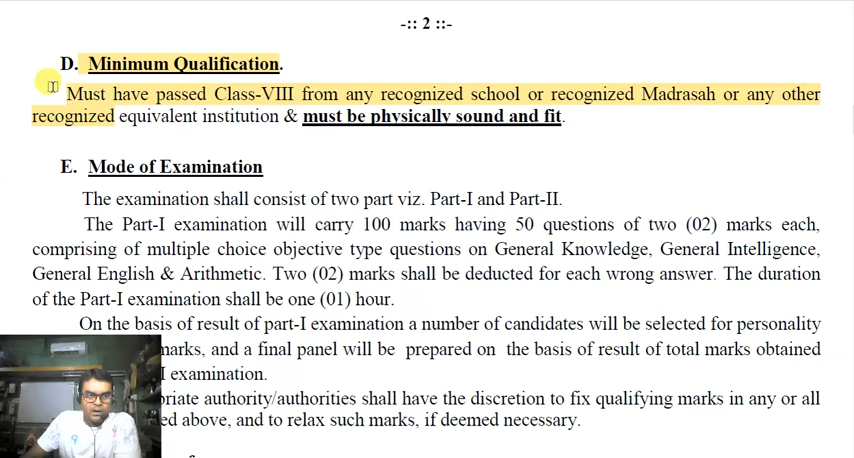 -:: 2 ::-
D. Minimum Qualification.
Must have passed Class-VIII from any recognized school or recognized Madrasah or any other
recognized equivalent institution & must be physically sound and fit.
E. Mode of Examination
The examination shall consist of two part viz. Part-I and Part-II.
The Part-I examination will carry 100 marks having 50 questions of two (02) marks each,
comprising of multiple choice objective type questions on General Knowledge, General Intelligence,
General English & Arithmetic. Two (02) marks shall be deducted for each wrong answer. The duration
of the Part-I examination shall be one (01) hour.
On the basis of result of part-I examination a number of candidates will be selected for personality
marks, and a final panel will be prepared on the basis of result of total marks obtained
I examination.
priate authority/authorities shall have the discretion to fix qualifying marks in any or all
ed above, and to relax such marks, if deemed necessary.